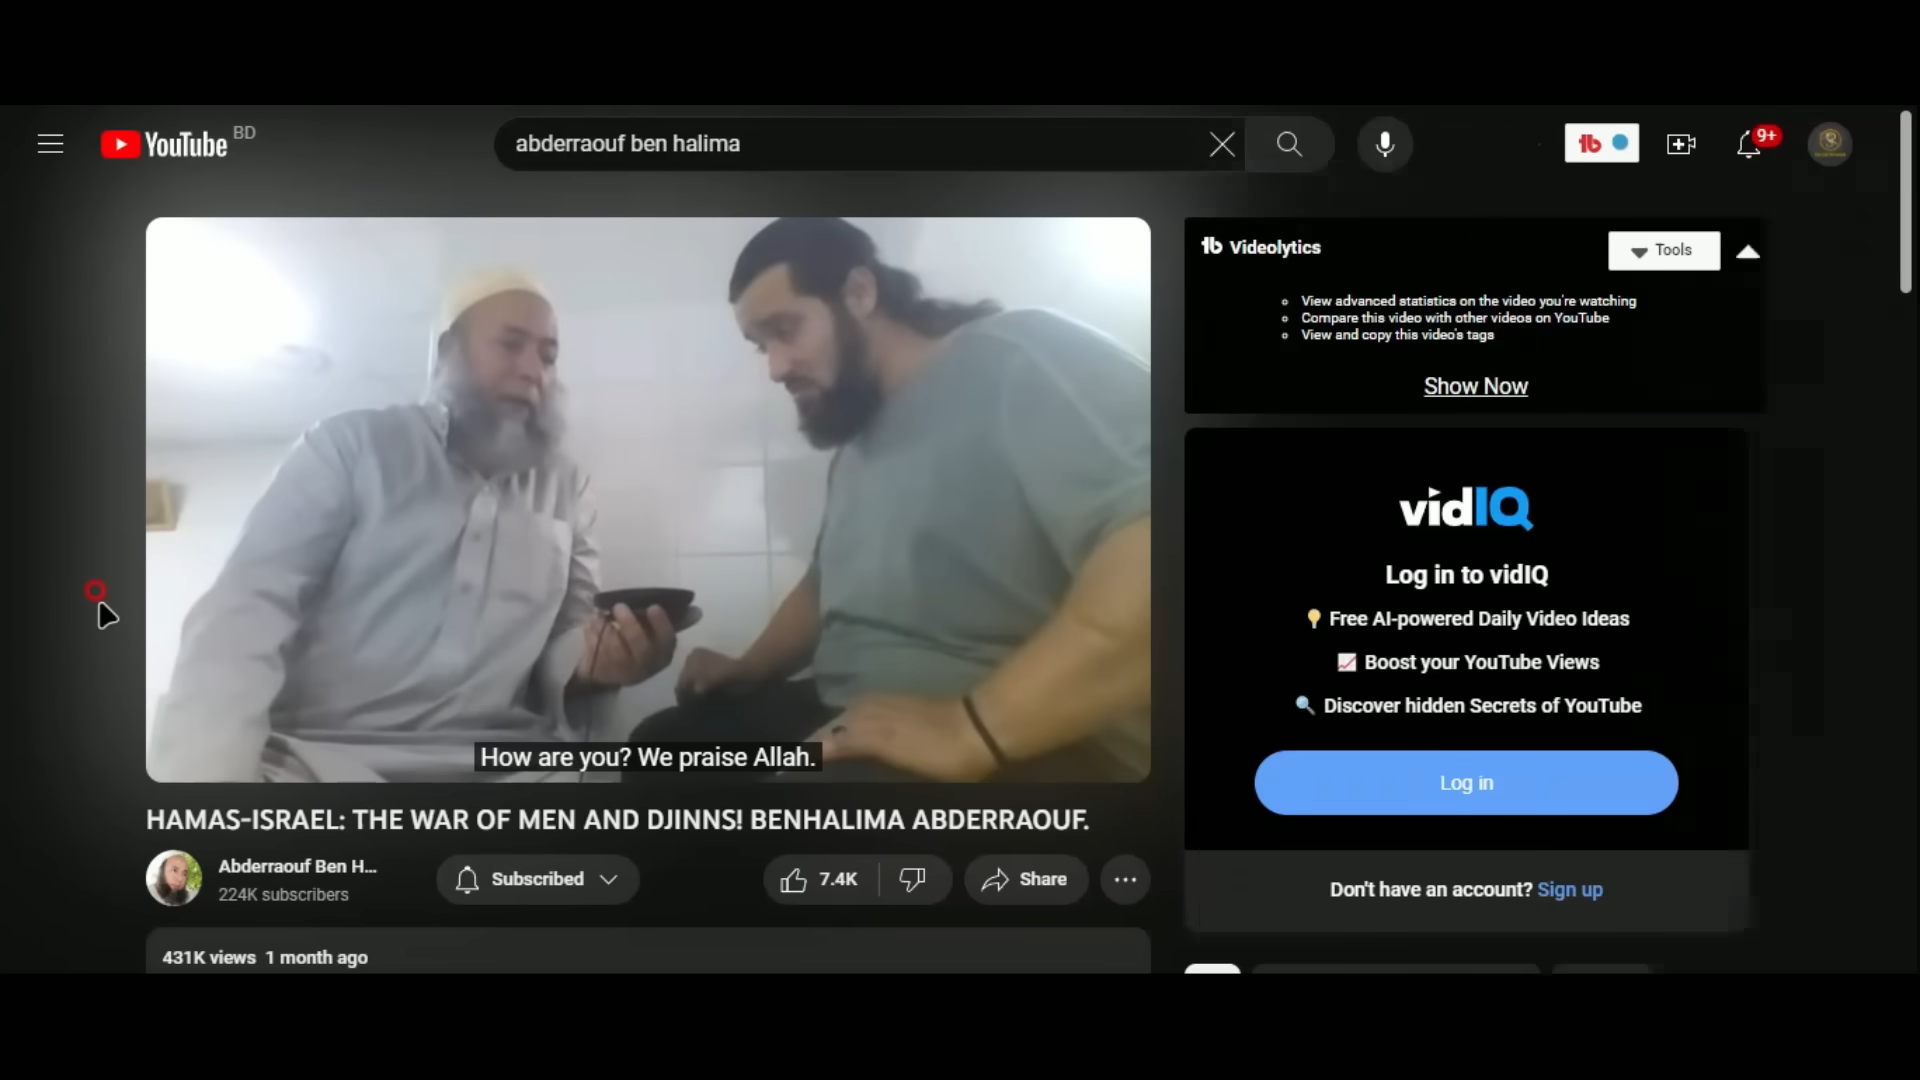 YouTube BD
abderraouf ben halima
9+
Videolytics
Tools
View advanced statistics on the video you're watching
Compare this video with other videos on YouTube
View and copy this video's tags
Show Now
vidIQ
Log in to vidIQ
Free AI-powered Daily Video Ideas
Boost your YouTube Views
Discover hidden Secrets of YouTube
Log in
Don't have an account? Sign up
How are you? We praise Allah.
HAMAS-ISRAEL: THE WAR OF MEN AND DJINNS! BENHALIMA ABDERRAOUF.
Abderraouf Ben H...
224K subscribers
Subscribed
7.4K
Share
431K views 1 month ago